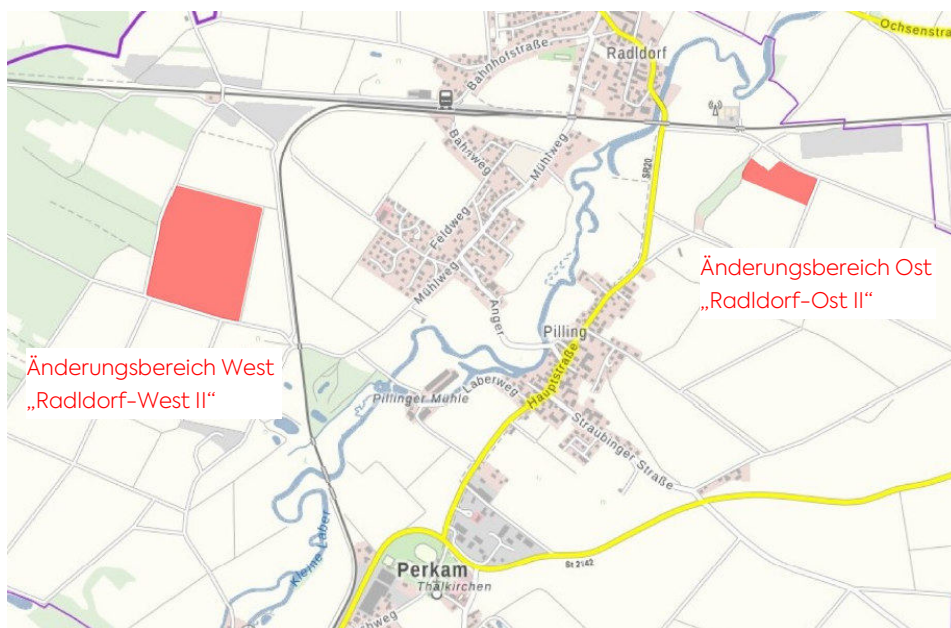 Ochsenstra
Radldorf
Bahnhofstraße
Bahnweg
Mühlweg
SR20
Feldweg
Änderungsbereich Ost
„Radldorf-Ost II“
Mühlweg
Anger
Pilling
Änderungsbereich West
„Radldorf-West II“
Laberweg
Hauptstraße
Pillinger Mühle
Straubinger Straße
Kleine Laber
St 2142
Perkam
Thalkirchen
hweg